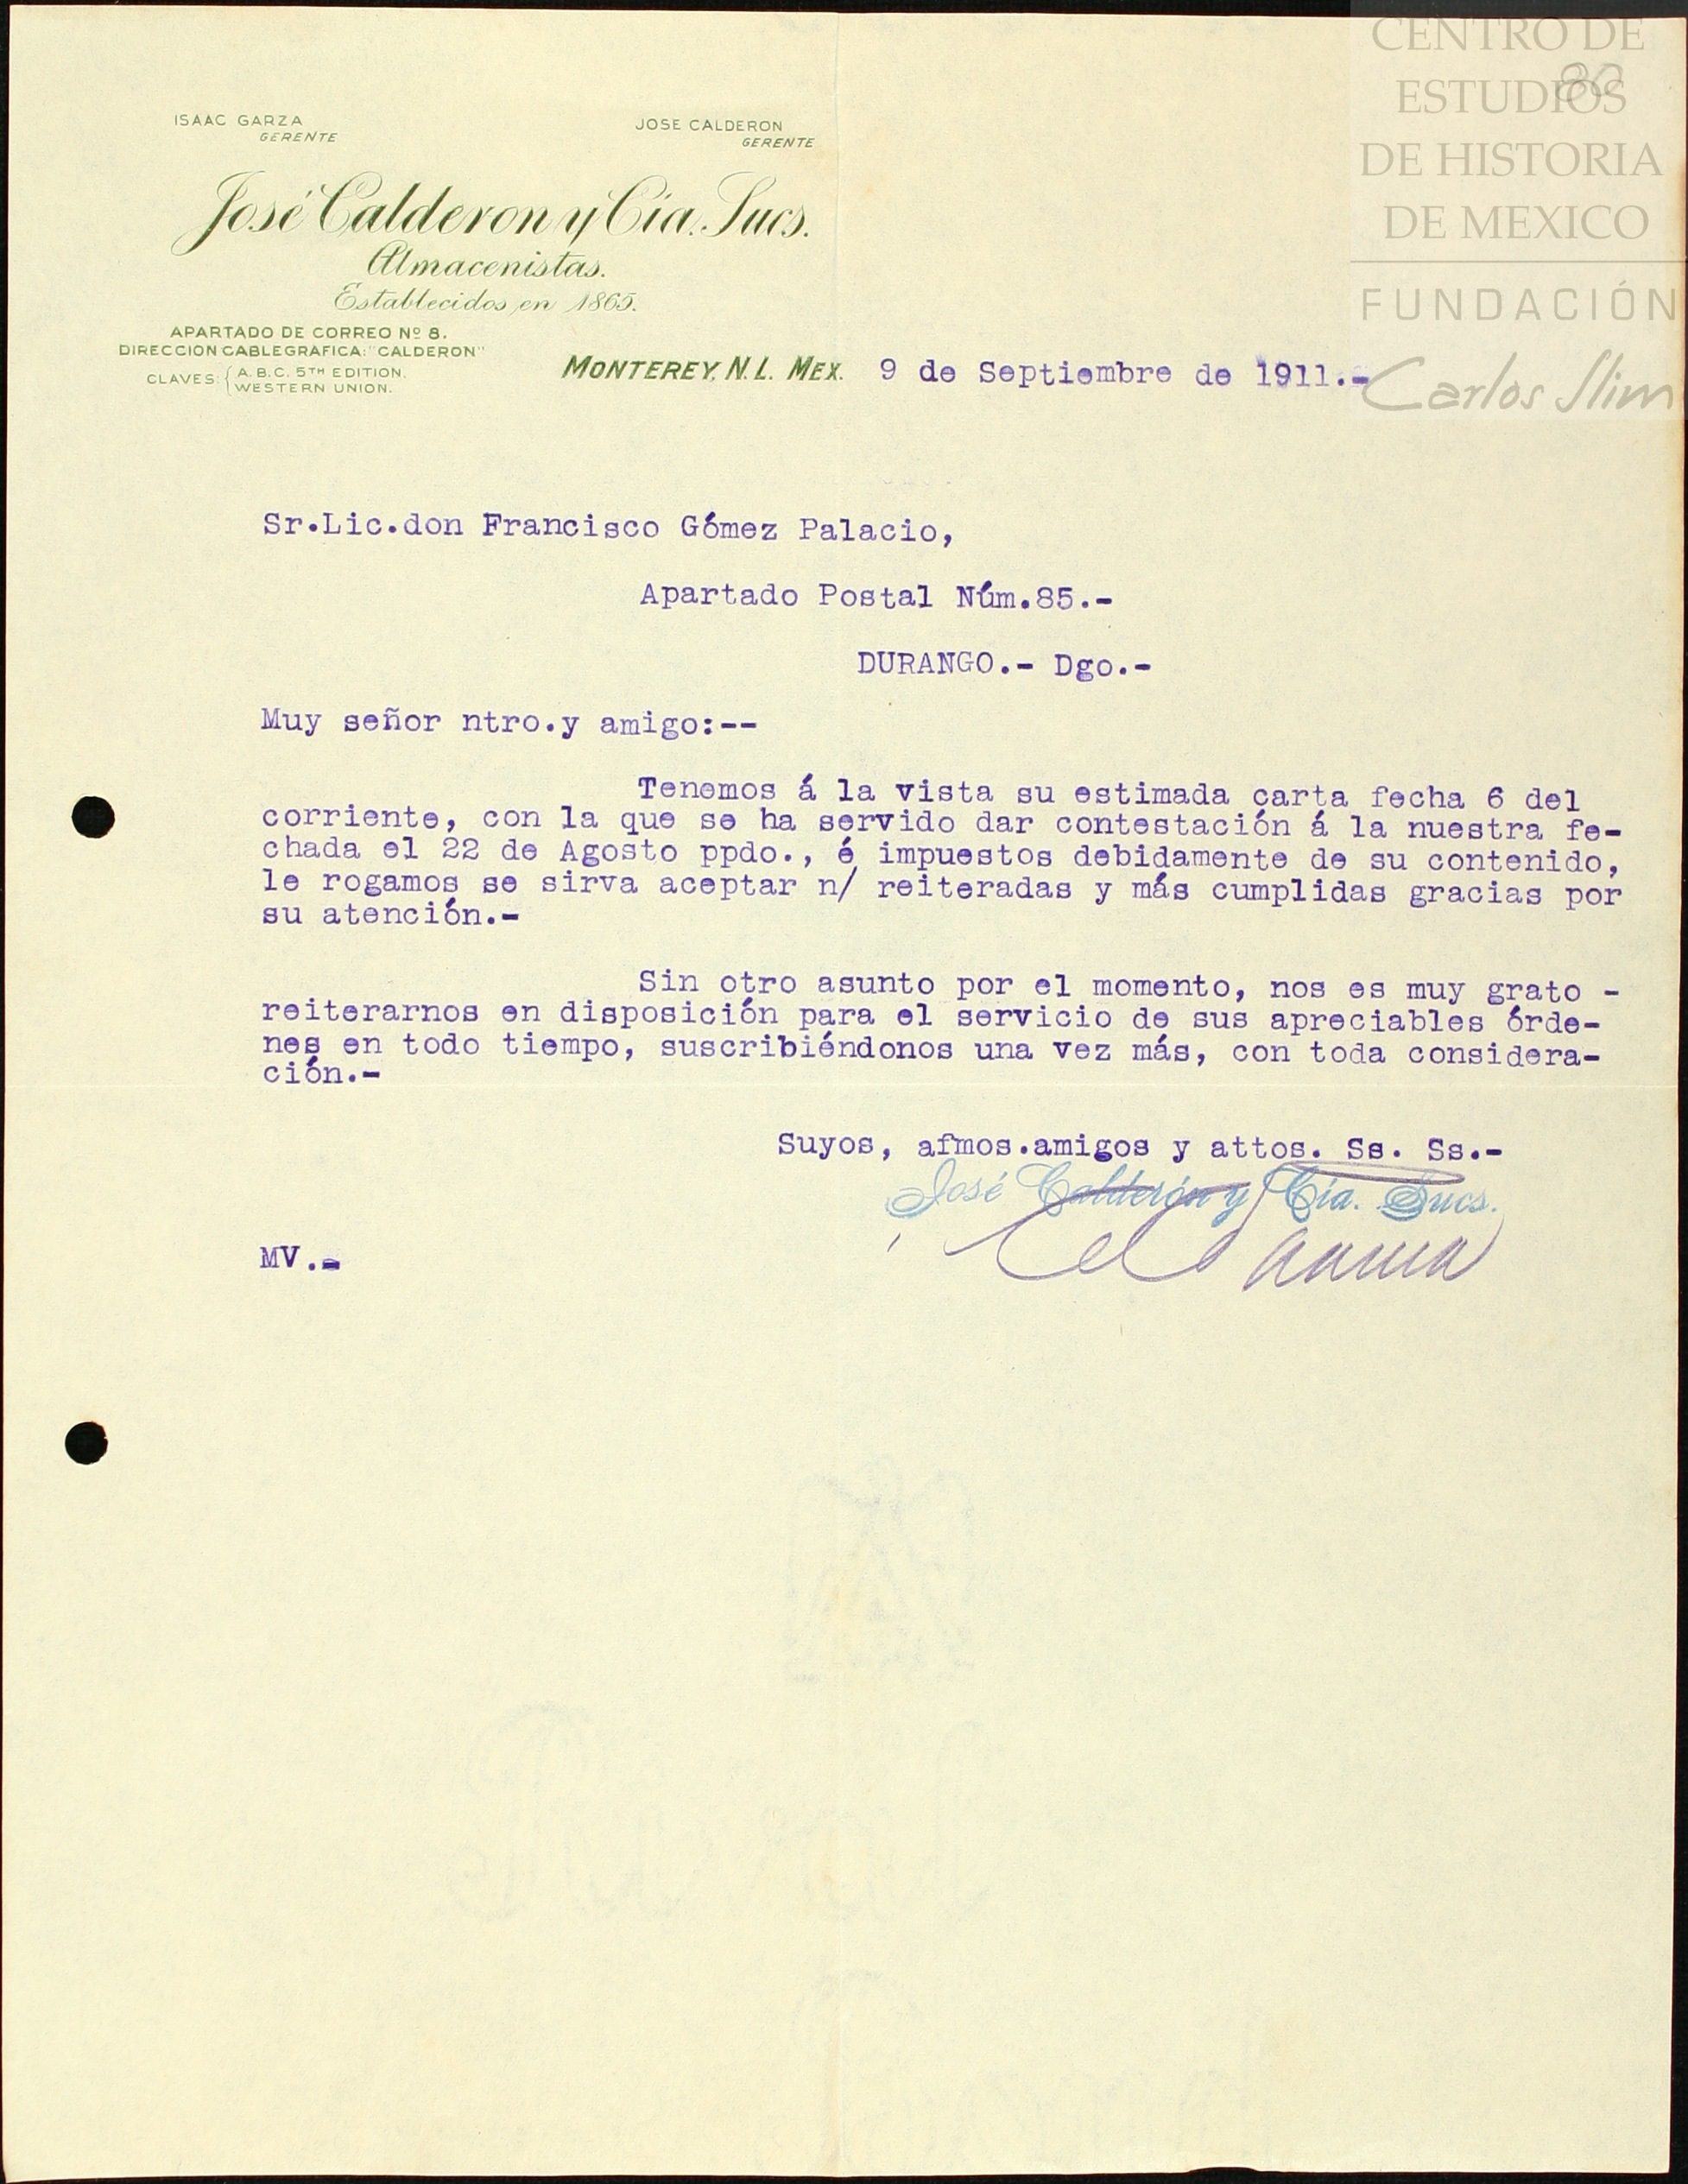 CENTRO DE
ESTUDIOS
DE HISTORIA
DE MEXICO
FUNDACIÓN
Carlos Slim
80
ISAAC GARZA
GERENTE
JOSE CALDERON
GERENTE
José Calderon y Cía. Sucs.
Almacenistas.
Establecidos en 1865.
APARTADO DE CORREO Nº 8.
DIRECCION CABLEGRAFICA: "CALDERON"
CLAVES: { A. B. C. 5TH EDITION.
WESTERN UNION.
MONTEREY, N. L. MEX. 9 de Septiembre de 1911.-
Sr.Lic.don Francisco Gómez Palacio,
Apartado Postal Núm.85.-
DURANGO.- Dgo.-
Muy señor ntro.y amigo:--
Tenemos á la vista su estimada carta fecha 6 del
corriente, con la que se ha servido dar contestación á la nuestra fe-
chada el 22 de Agosto ppdo., é impuestos debidamente de su contenido,
le rogamos se sirva aceptar n/ reiteradas y más cumplidas gracias por
su atención.-
Sin otro asunto por el momento, nos es muy grato -
reiterarnos en disposición para el servicio de sus apreciables órde-
nes en todo tiempo, suscribiéndonos una vez más, con toda considera-
ción.-
Suyos, afmos.amigos y attos. Ss. Ss.-
José Calderón y Cía. Sucs.
MV.-